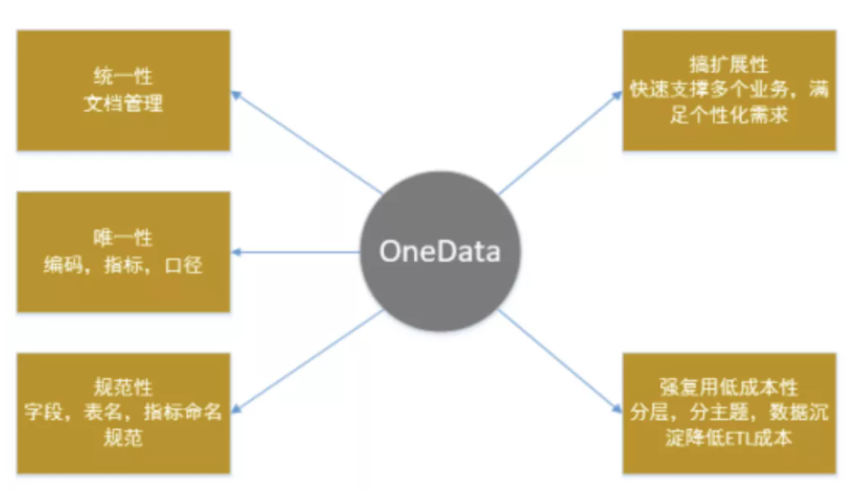 统一性
文档管理
唯一性
编码，指标，口径
规范性
字段，表名，指标命名
规范
OneData
搞扩展性
快速支撑多个业务，满
足个性化需求
强复用低成本性
分层，分主题，数据沉
淀降低ETL成本